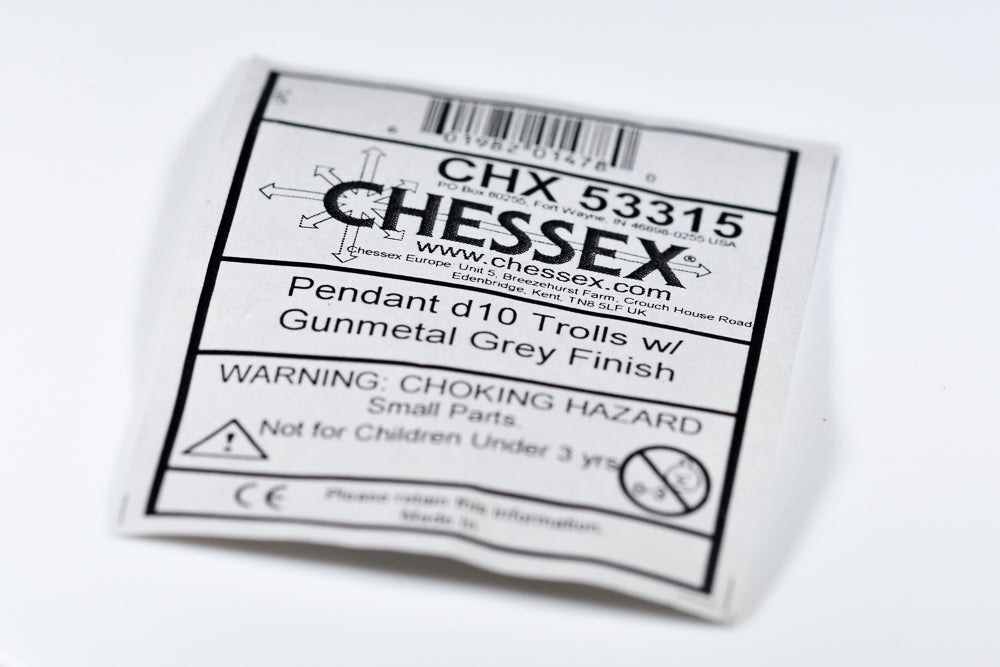 6 01982 01478 0
CHX 53315
PO Box 80255, Fort Wayne, IN 46898-0255 USA
CHESSEX®
www.chessex.com
Chessex Europe: Unit 5, Breezehurst Farm, Crouch House Road
Edenbridge, Kent, TN8 5LF UK
Pendant d10 Trolls w/
Gunmetal Grey Finish
WARNING: CHOKING HAZARD
Small Parts.
Not for Children Under 3 yrs
!
0-3
CE
Please retain this information.
Made in